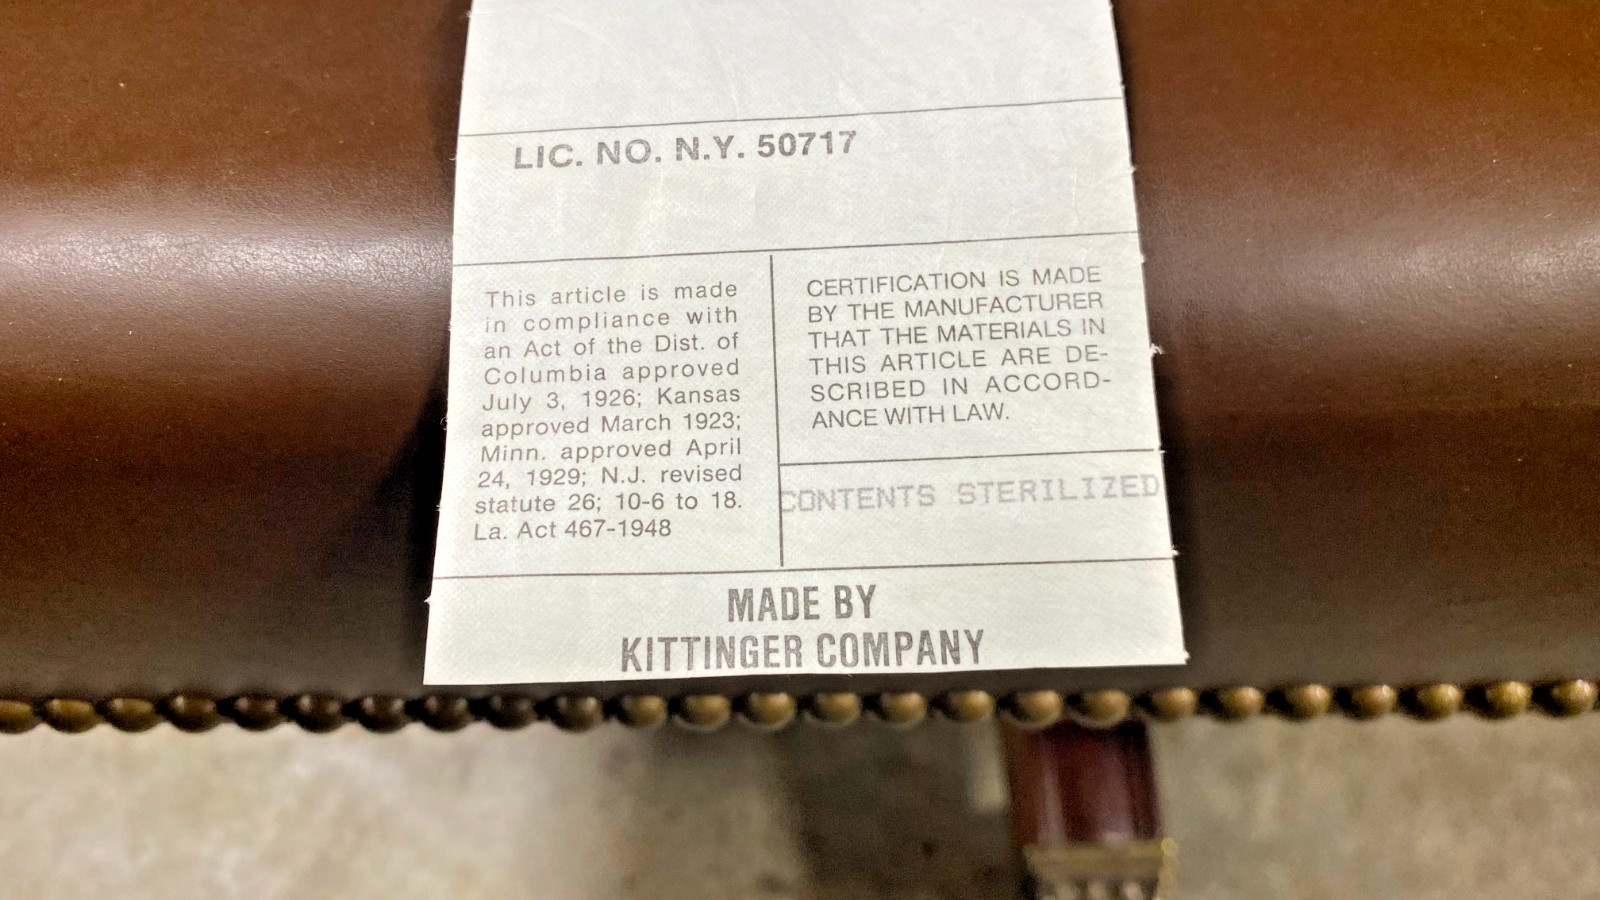 LIC. NO. N.Y. 50717
This article is made
in compliance with
an Act of the Dist. of
Columbia approved
July 3, 1926; Kansas
approved March 1923;
Minn. approved April
24, 1929; N.J. revised
statute 26; 10-6 to 18.
La. Act 467-1948
CERTIFICATION IS MADE
BY THE MANUFACTURER
THAT THE MATERIALS IN
THIS ARTICLE ARE DE-
SCRIBED IN ACCORD-
ANCE WITH LAW.
CONTENTS STERILIZED
MADE BY
KITTINGER COMPANY